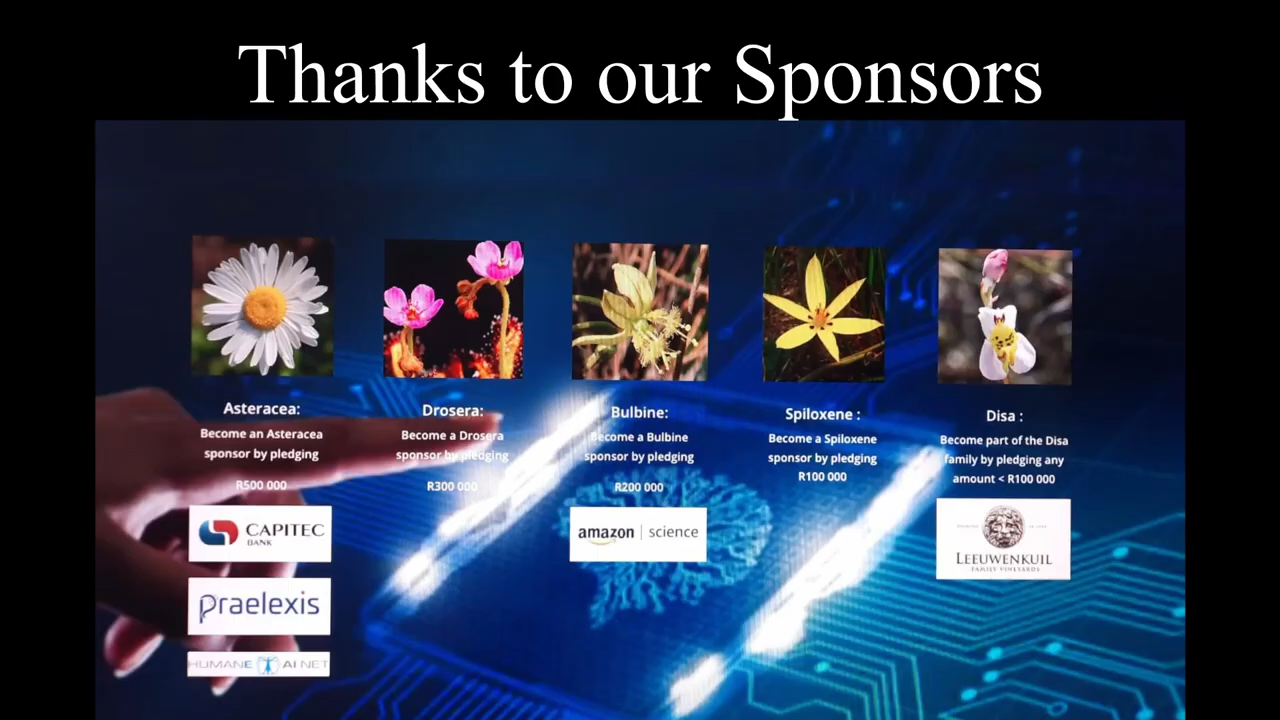 Thanks to our Sponsors
Asteracea:
Become an Asteracea
sponsor by pledging
R500 000
CAPITEC
BANK
praelexis
HUMANE AI NET
Drosera:
Become a Drosera
sponsor by pledging
R300 000
Bulbine:
Become a Bulbine
sponsor by pledging
R200 000
amazon | science
Spiloxene :
Become a Spiloxene
sponsor by pledging
R100 000
Disa :
Become part of the Disa
family by pledging any
amount < R100 000
LEEUWENKUIL
FAMILY VINEYARDS